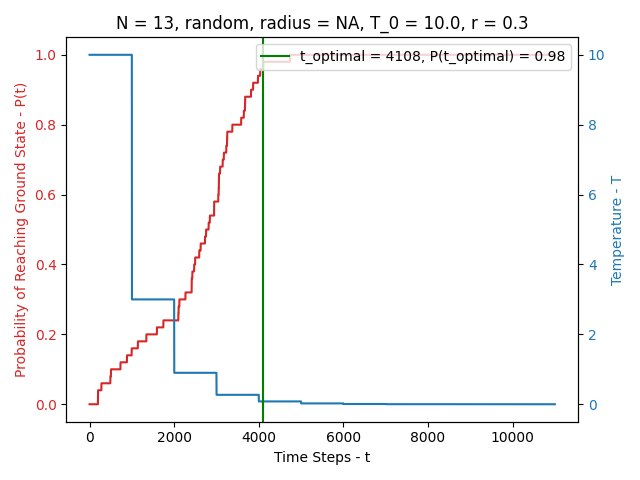 N = 13, random, radius = NA, T_0 = 10.0, r = 0.3
t_optimal = 4108, P(t_optimal) = 0.98
Probability of Reaching Ground State - P(t)
1.0
0.8
0.6
0.4
0.2
0.0
10
8
6
4
2
0
Temperature - T
0 2000 4000 6000 8000 10000
Time Steps - t